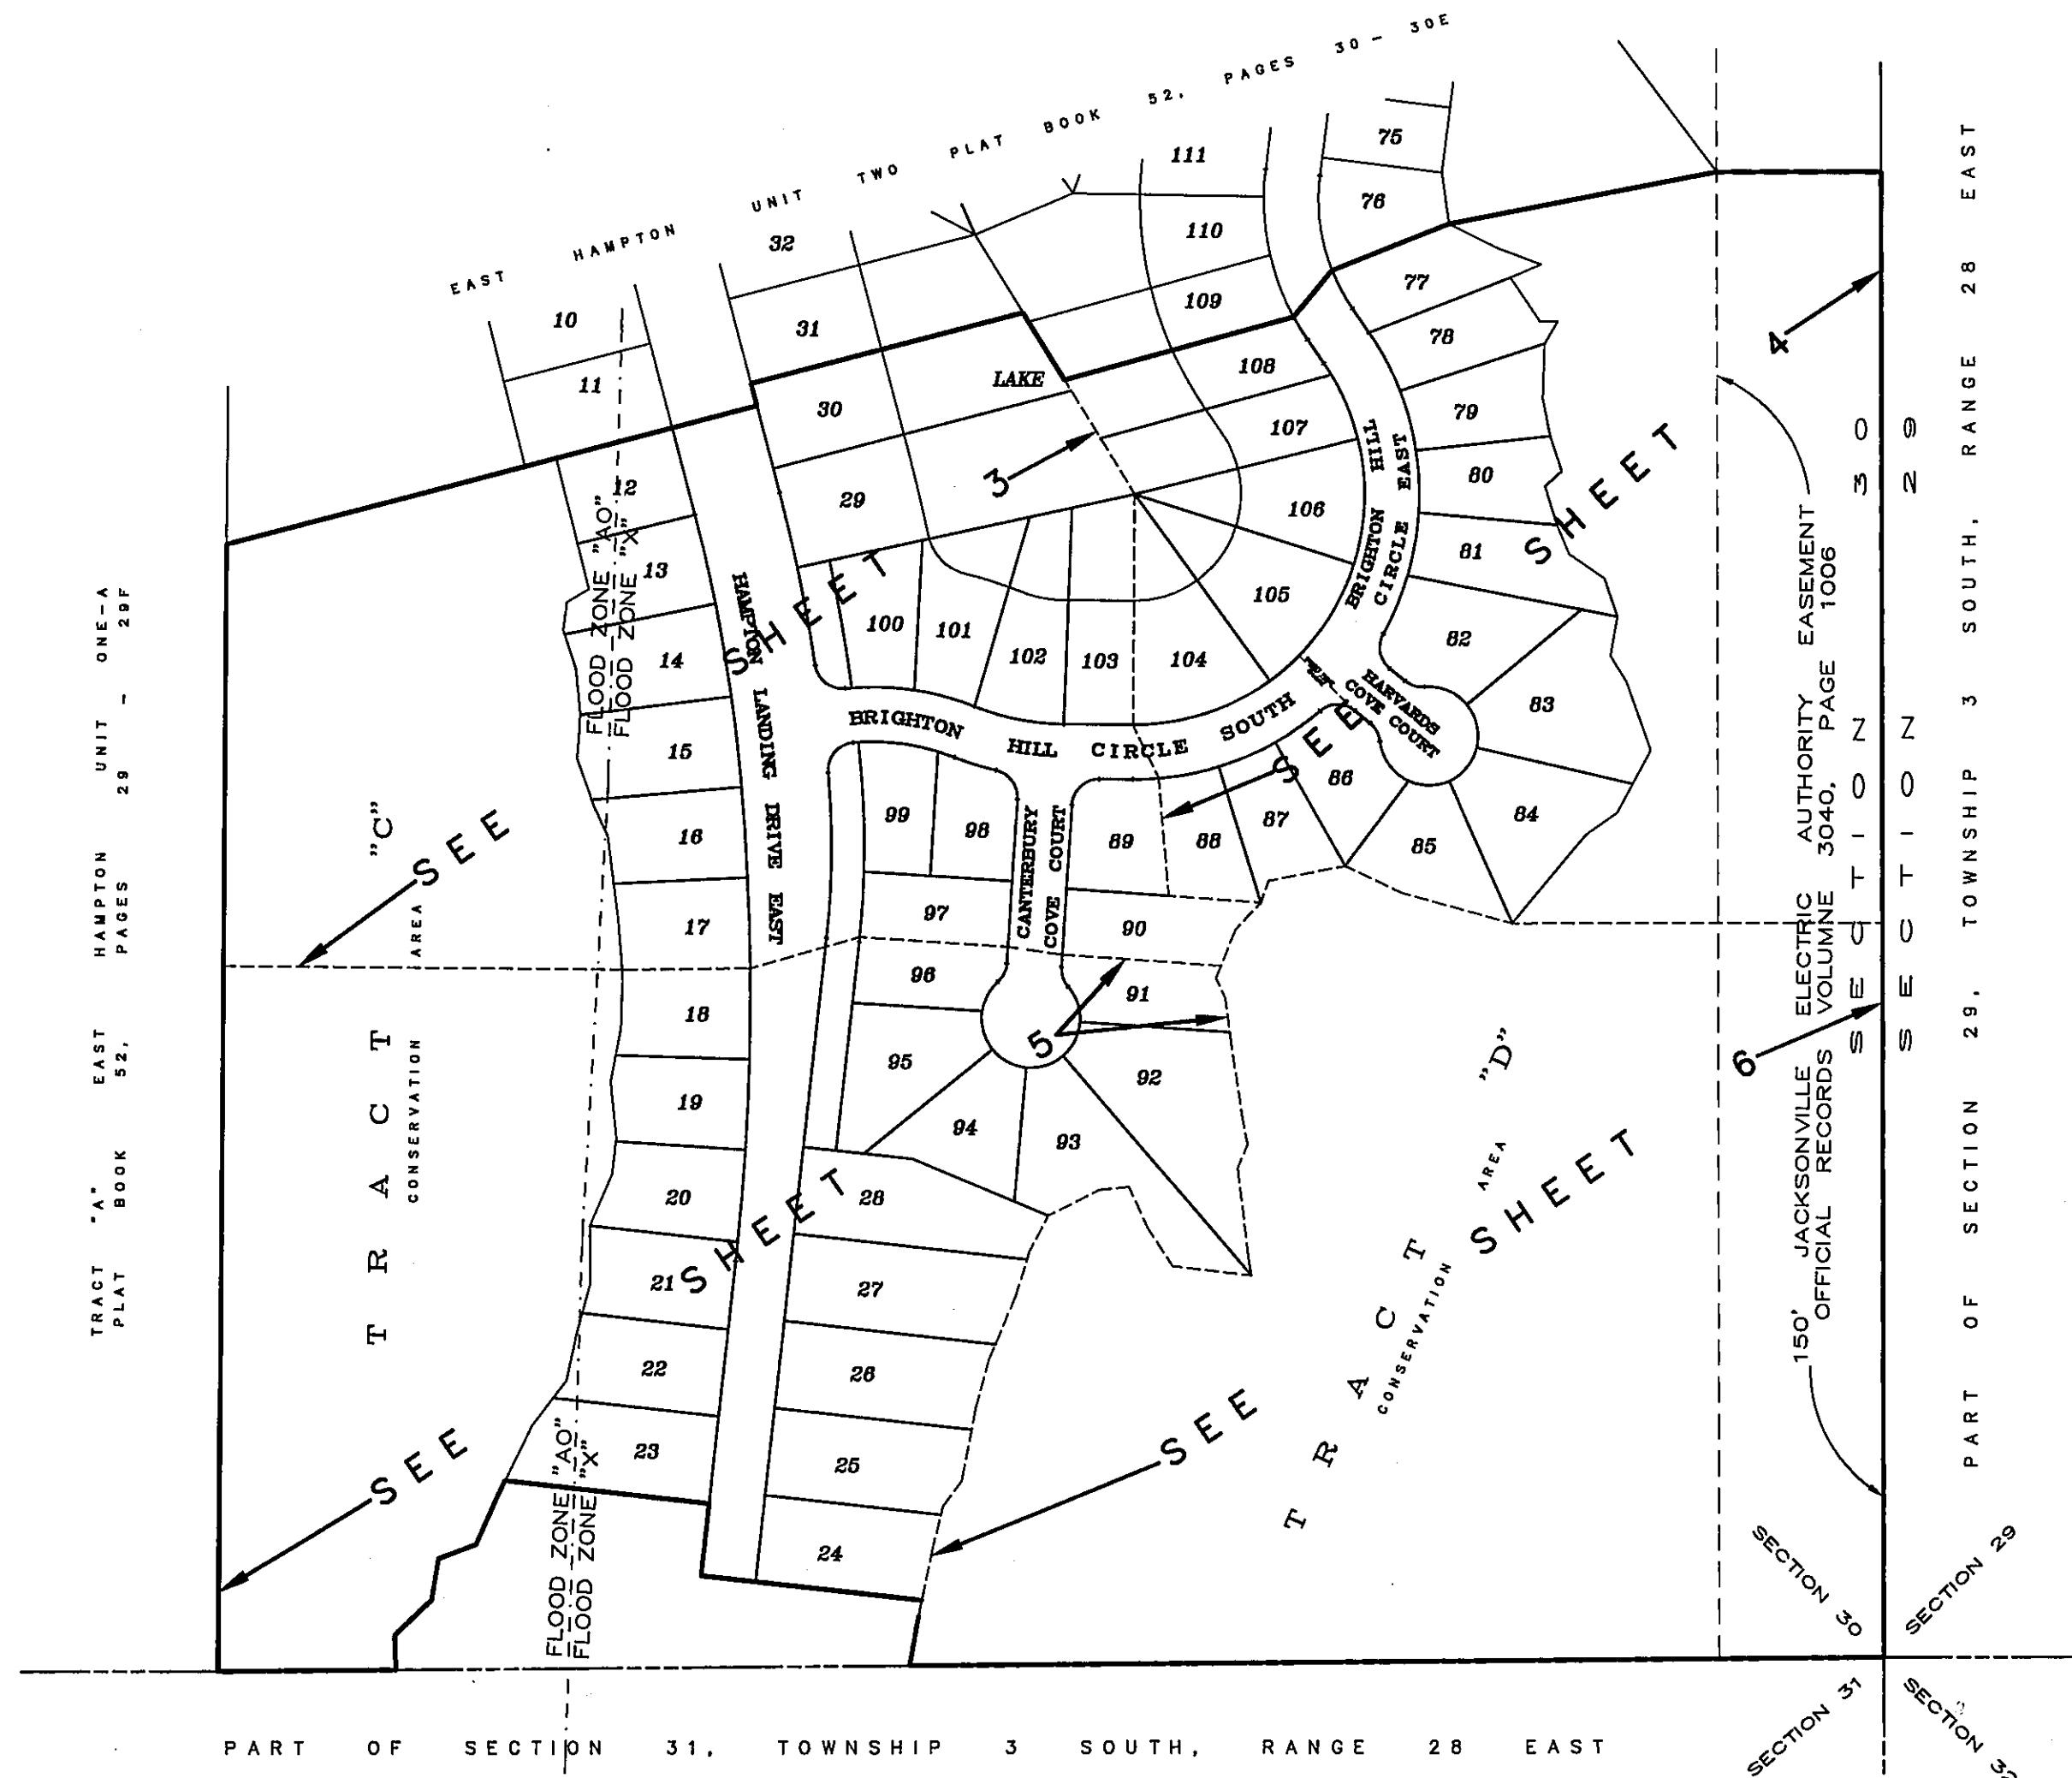 EAST HAMPTON UNIT TWO PLAT BOOK 52, PAGES 30 - 30E
TRACT "A" EAST HAMPTON UNIT ONE-A
PLAT BOOK 52, PAGES 29 - 29F
10
11
32
31
30
29
LAKE
111
110
109
108
107
106
105
104
103
102
101
100
75
76
77
78
79
80
81
82
83
84
85
86
87
88
89
90
91
92
93
94
95
96
97
98
99
12
13
14
15
16
17
18
19
20
21
22
23
24
25
26
27
28
FLOOD ZONE "AO"
FLOOD ZONE "X"
FLOOD ZONE "AO"
FLOOD ZONE "X"
HAMPTON LANDING DRIVE EAST
BRIGHTON HILL CIRCLE SOUTH
BRIGHTON HILL
CIRCLE EAST
HARVARDS
COVE COURT
CANTERBURY
COVE COURT
TRACT "C"
CONSERVATION AREA
TRACT "D"
CONSERVATION AREA
SEE SHEET 3
SEE SHEET 4
SEE SHEET 5
SEE SHEET 6
150' JACKSONVILLE ELECTRIC AUTHORITY EASEMENT
OFFICIAL RECORDS VOLUMNE 3040, PAGE 1006
SECTION 30
SECTION 29
PART OF SECTION 29, TOWNSHIP 3 SOUTH, RANGE 28 EAST
SECTION 30
SECTION 29
SECTION 31
SECTION 32
PART OF SECTION 31, TOWNSHIP 3 SOUTH, RANGE 28 EAST